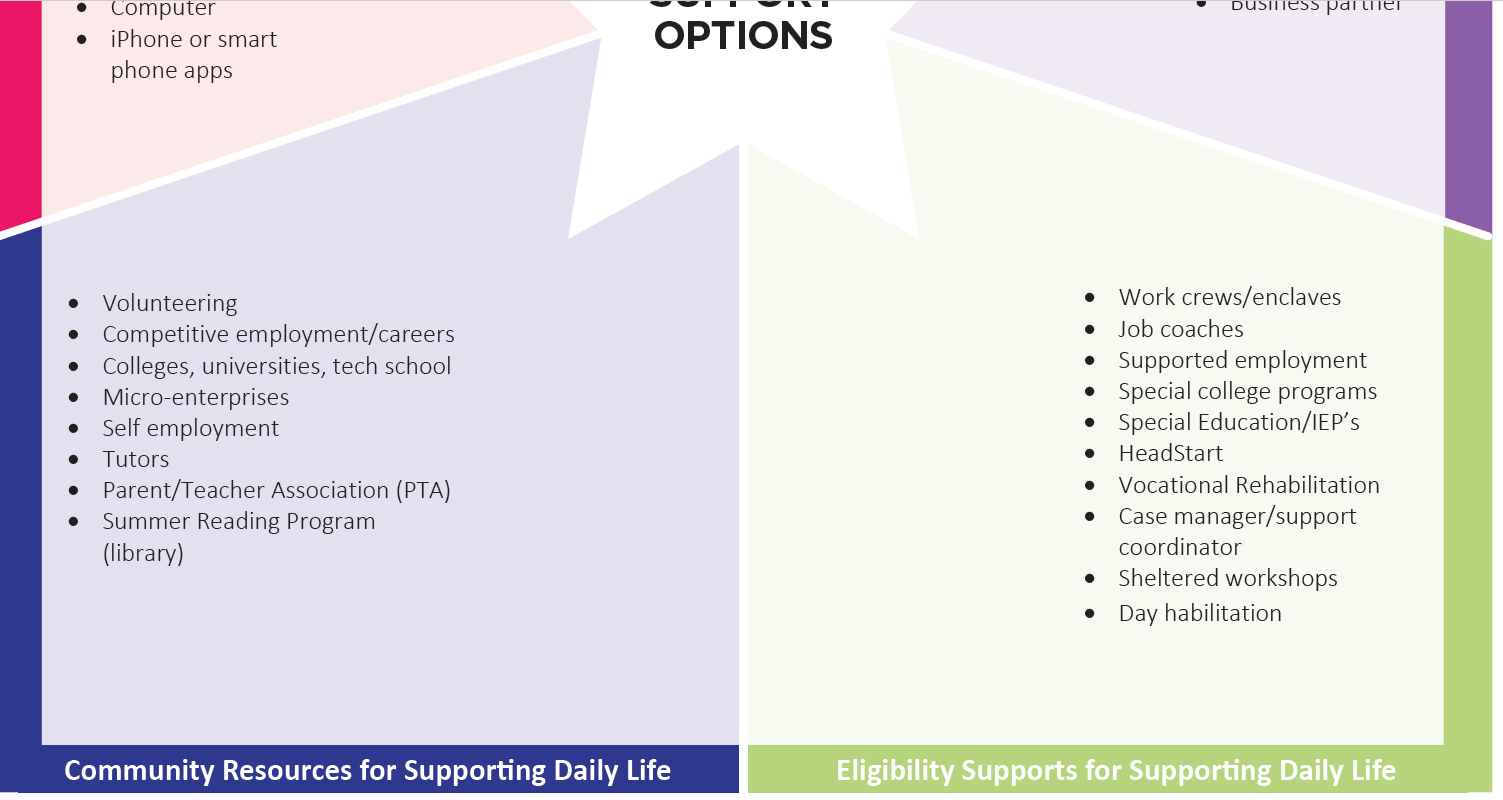 • Computer
• iPhone or smart
phone apps
SUPPORT
OPTIONS
• Business partner
• Volunteering
• Competitive employment/careers
• Colleges, universities, tech school
• Micro-enterprises
• Self employment
• Tutors
• Parent/Teacher Association (PTA)
• Summer Reading Program
(library)
• Work crews/enclaves
• Job coaches
• Supported employment
• Special college programs
• Special Education/IEP’s
• HeadStart
• Vocational Rehabilitation
• Case manager/support
coordinator
• Sheltered workshops
• Day habilitation
Community Resources for Supporting Daily Life
Eligibility Supports for Supporting Daily Life